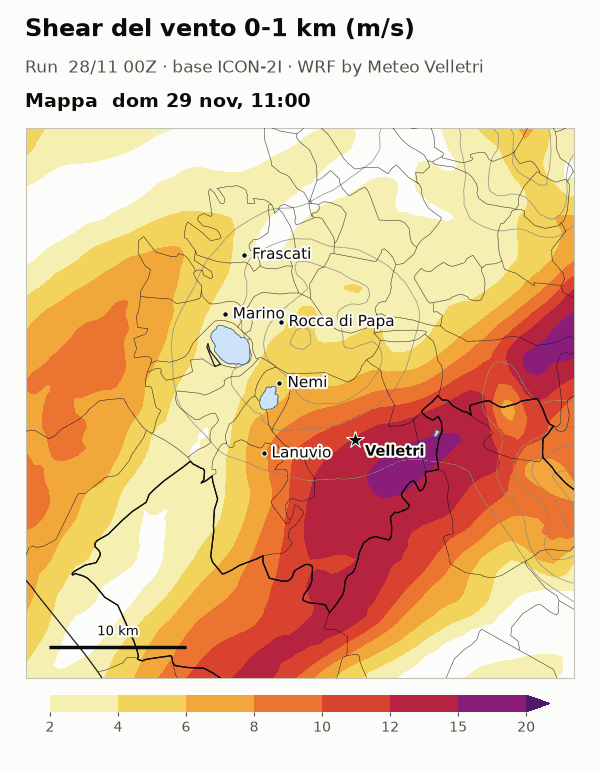 Shear del vento 0-1 km (m/s)
Run 28/11 00Z · base ICON-2I · WRF by Meteo Velletri
Mappa dom 29 nov, 11:00
Frascati
Marino
Rocca di Papa
Nemi
Velletri
Lanuvio
10 km
2 4 6 8 10 12 15 20